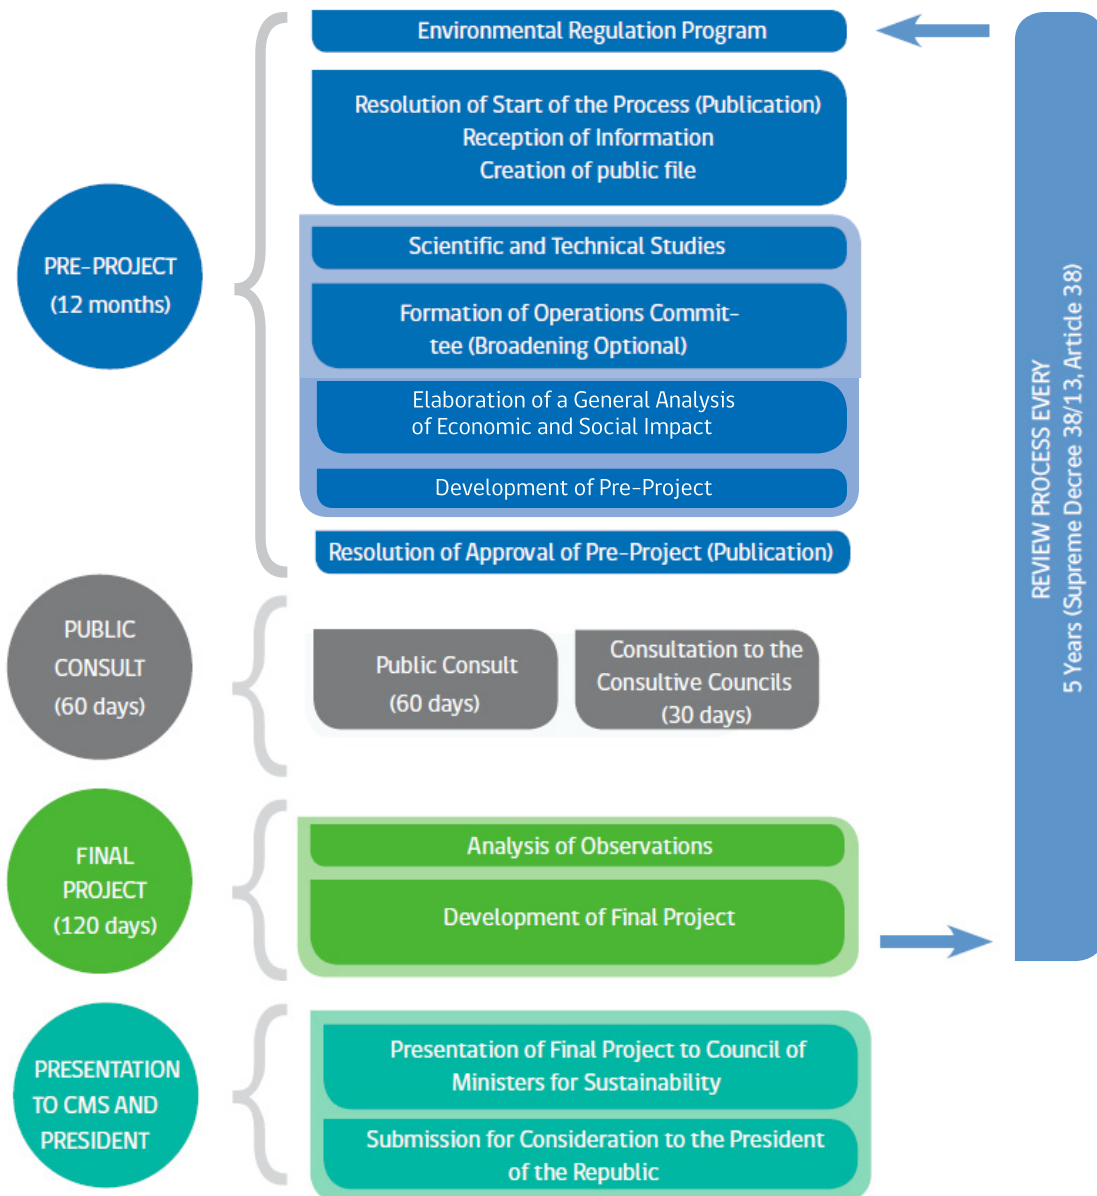 Environmental Regulation Program
Resolution of Start of the Process (Publication)
Reception of Information
Creation of public file
PRE-PROJECT
(12 months)
Scientific and Technical Studies
Formation of Operations Commit-
tee (Broadening Optional)
Elaboration of a General Analysis
of Economic and Social Impact
Development of Pre-Project
Resolution of Approval of Pre-Project (Publication)
PUBLIC
CONSULT
(60 days)
Public Consult
(60 days)
Consultation to the
Consultive Councils
(30 days)
FINAL
PROJECT
(120 days)
Analysis of Observations
Development of Final Project
PRESENTATION
TO CMS AND
PRESIDENT
Presentation of Final Project to Council of
Ministers for Sustainability
Submission for Consideration to the President
of the Republic
REVIEW PROCESS EVERY
5 Years (Supreme Decree 38/13, Article 38)